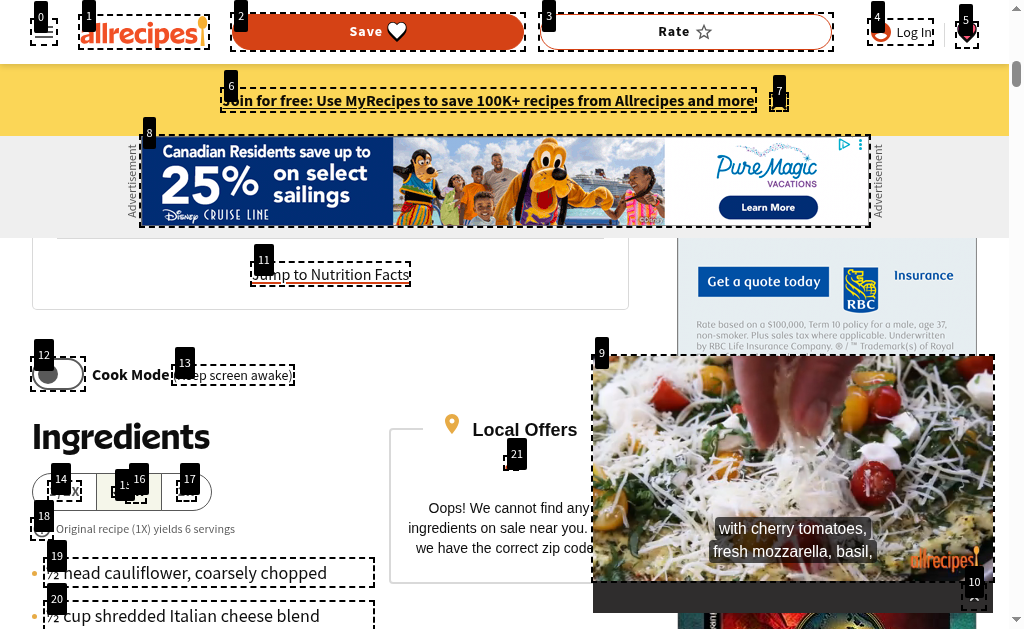 0
1
allrecipes
2
Save
3
Rate
4
Log In
5
6
Join for free: Use MyRecipes to save 100K+ recipes from Allrecipes and more
7
8
Advertisement
Canadian Residents save up to
25% on select sailings
Disney CRUISE LINE
©Disney
PURE MAGIC
VACATIONS
Learn More
Advertisement
11
Jump to Nutrition Facts
Get a quote today
RBC
Insurance
Rate based on a $100,000, Term 10 policy for a male, age 37,
non-smoker. Plus sales tax where applicable. Underwritten
by RBC Life Insurance Company. ® / ™ Trademark(s) of Royal
12
Cook Mode
13
(Keep screen awake)
9
Ingredients
Local Offers
21
14
15
16
17
X
18
Original recipe (1X) yields 6 servings
Oops! We cannot find any
ingredients on sale near you.
we have the correct zip code
with cherry tomatoes,
fresh mozzarella, basil,
allrecipes
10
19
½ head cauliflower, coarsely chopped
20
½ cup shredded Italian cheese blend